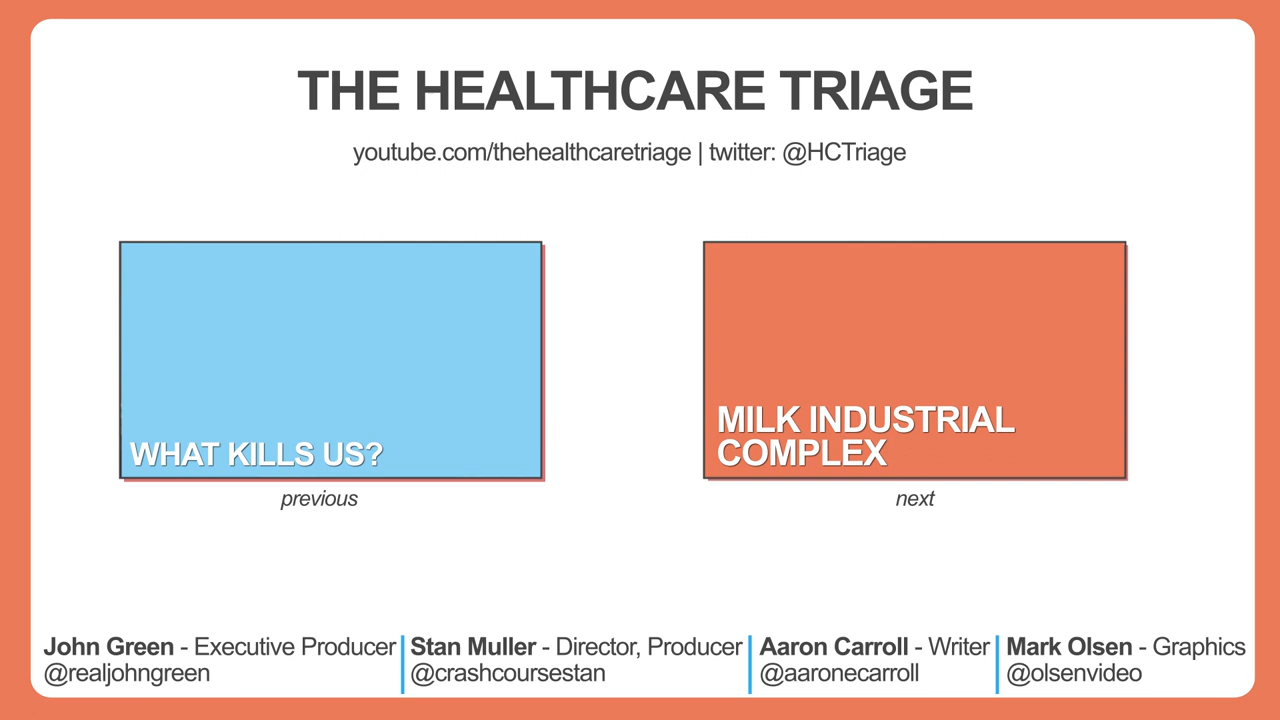 THE HEALTHCARE TRIAGE
youtube.com/thehealthcaretriage | twitter: @HCTriage
WHAT KILLS US?
previous
MILK INDUSTRIAL
COMPLEX
next
John Green - Executive Producer
@realjohngreen
Stan Muller - Director, Producer
@crashcoursestan
Aaron Carroll - Writer
@aaronecarroll
Mark Olsen - Graphics
@olsenvideo